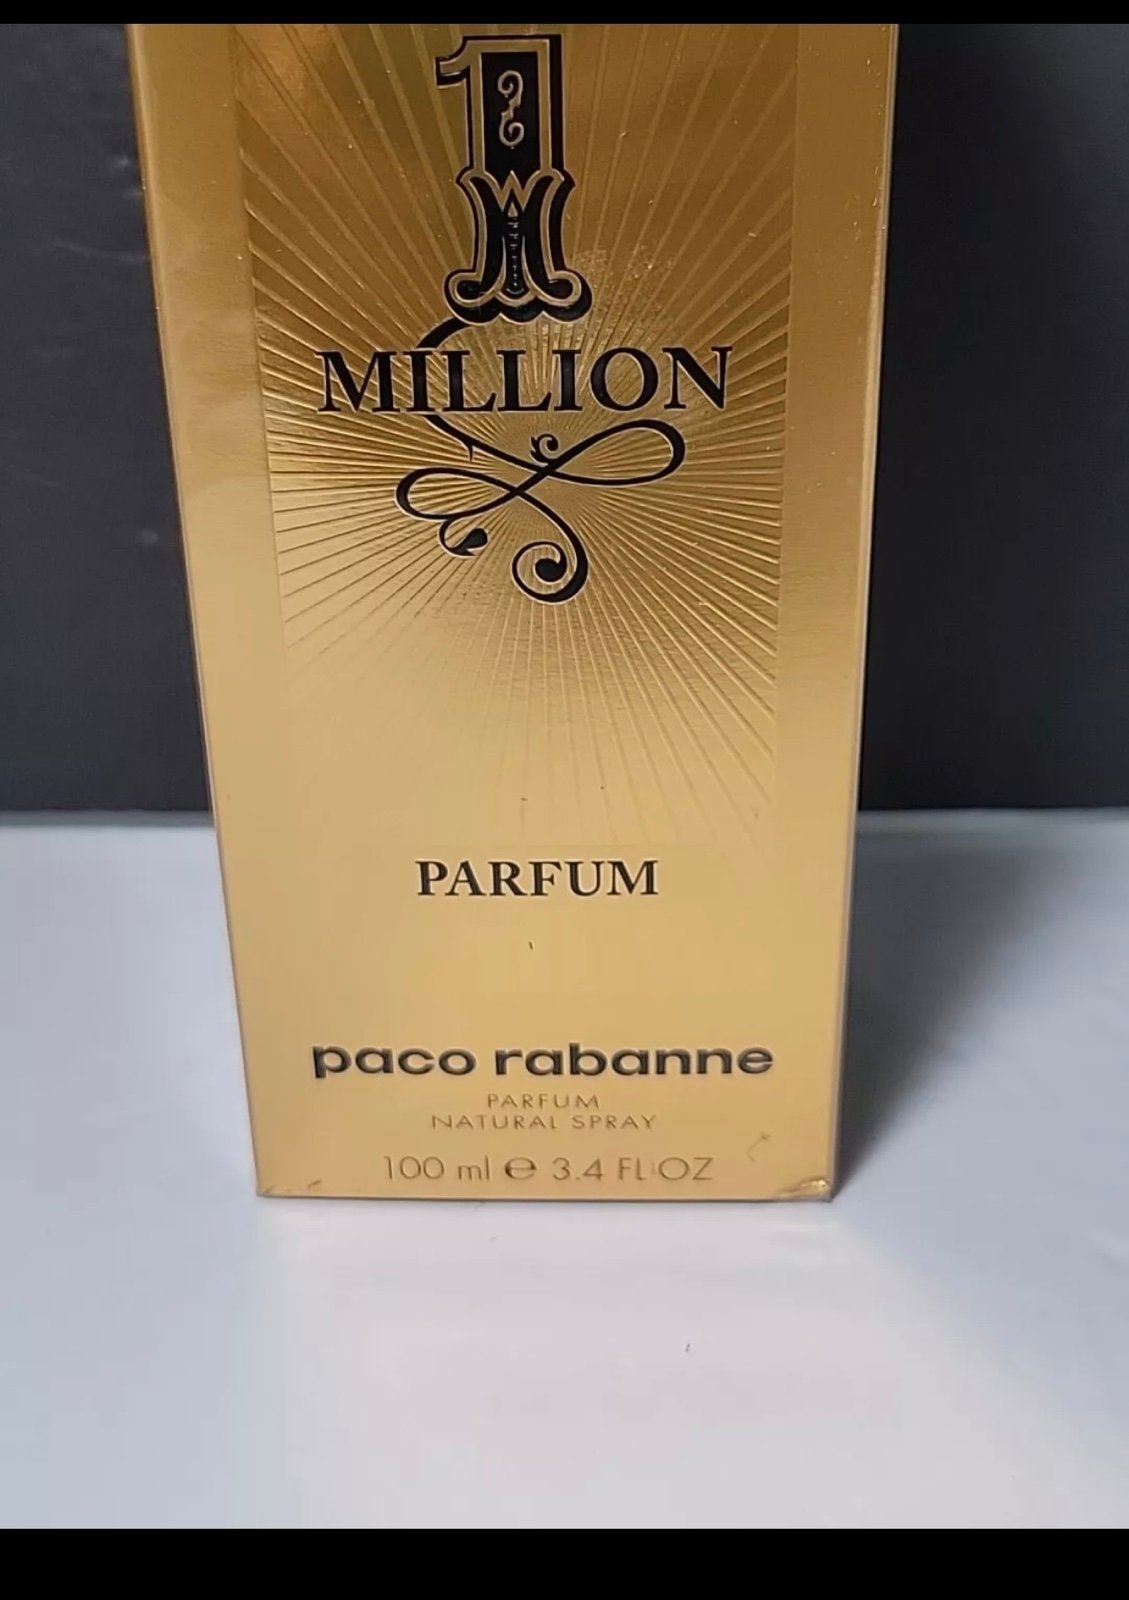 1
MILLION
PARFUM
paco rabanne
PARFUM
NATURAL SPRAY
100 ml ℮ 3.4 FL OZ